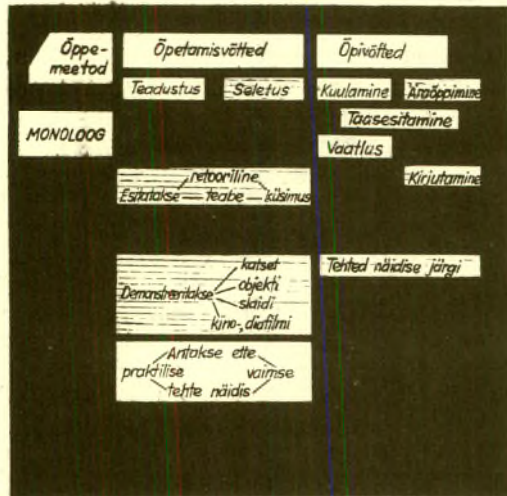 Õppe-
meetod
Õpetamisvõtted
Õpivõtted
Teadustus
Seletus
Kuulamine
Äraõppimine
MONOLOOG
Taasesitamine
Vaatlus
Kirjutamine
retooriline
Esitatakse — teabe — küsimus
katset
objekti
Demonstreeritakse
slaidi
kino-, diafilmi
Tehted näidise järgi
Antakse ette
praktilise vaimse
tehte näidis